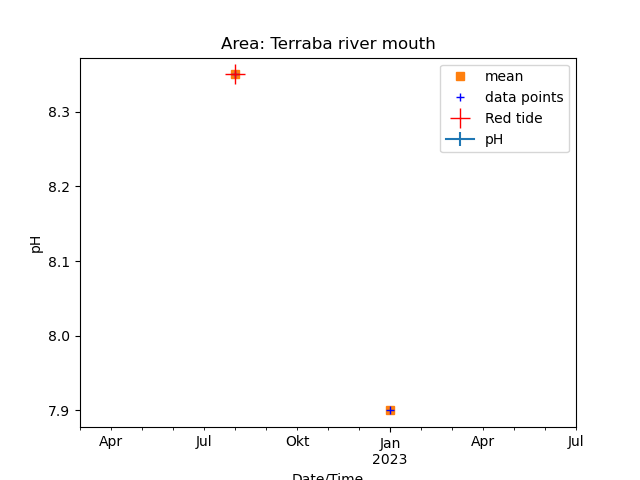 Area: Terraba river mouth
mean
data points
Red tide
pH
8.3
8.2
8.1
8.0
7.9
pH
Apr
Jul
Okt
Jan
2023
Apr
Jul
Date/Time